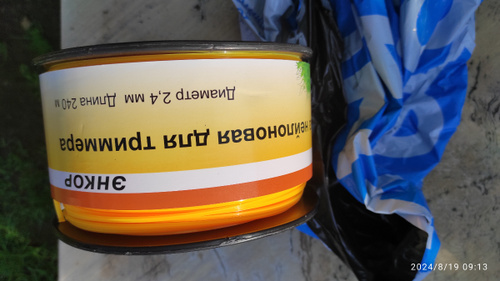 ЭНКОР
нейлоновая для триммера
Диаметр 2,4 мм Длина 240 м
2024/8/19 09:13